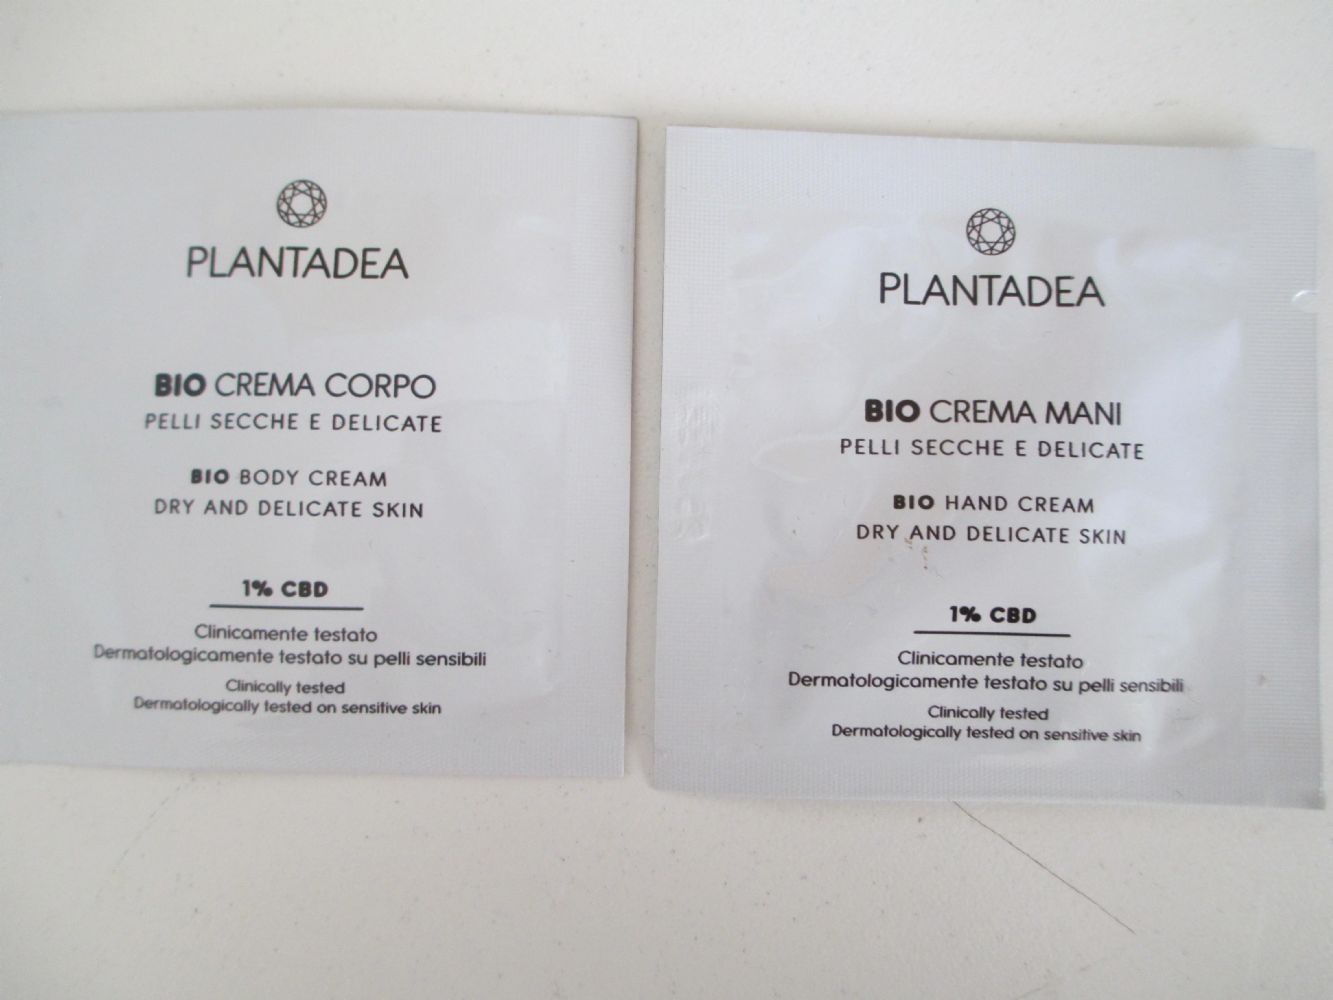 PLANTADEA
BIO CREMA CORPO
PELLI SECCHE E DELICATE
BIO BODY CREAM
DRY AND DELICATE SKIN
1% CBD
Clinicamente testato
Dermatologicamente testato su pelli sensibili
Clinically tested
Dermatologically tested on sensitive skin
PLANTADEA
BIO CREMA MANI
PELLI SECCHE E DELICATE
BIO HAND CREAM
DRY AND DELICATE SKIN
1% CBD
Clinicamente testato
Dermatologicamente testato su pelli sensibili
Clinically tested
Dermatologically tested on sensitive skin